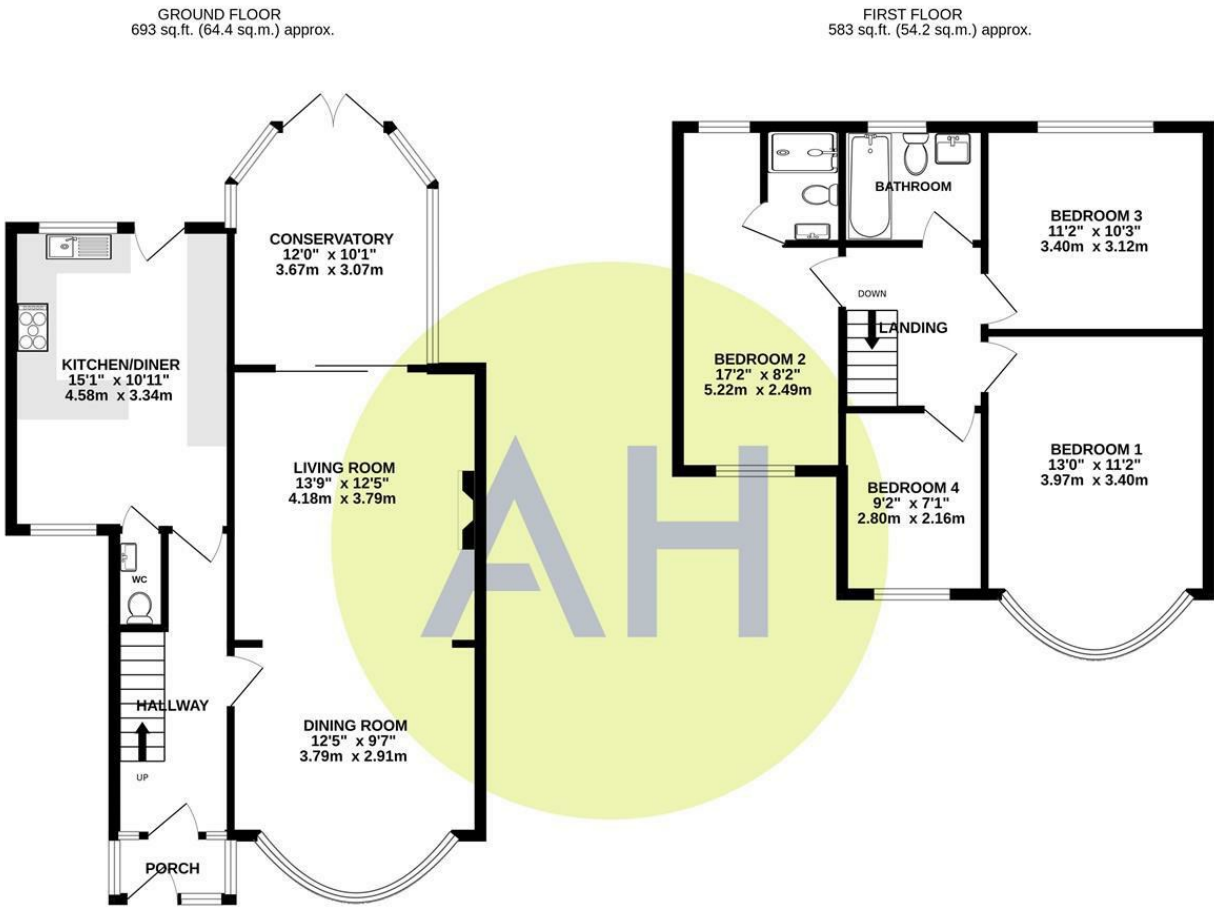 GROUND FLOOR
693 sq.ft. (64.4 sq.m.) approx.
FIRST FLOOR
583 sq.ft. (54.2 sq.m.) approx.
CONSERVATORY
12'0" x 10'1"
3.67m x 3.07m
KITCHEN/DINER
15'1" x 10'11"
4.58m x 3.34m
LIVING ROOM
13'9" x 12'5"
4.18m x 3.79m
WC
HALLWAY
UP
DINING ROOM
12'5" x 9'7"
3.79m x 2.91m
PORCH
BATHROOM
BEDROOM 3
11'2" x 10'3"
3.40m x 3.12m
DOWN
LANDING
BEDROOM 2
17'2" x 8'2"
5.22m x 2.49m
BEDROOM 1
13'0" x 11'2"
3.97m x 3.40m
BEDROOM 4
9'2" x 7'1"
2.80m x 2.16m
AH